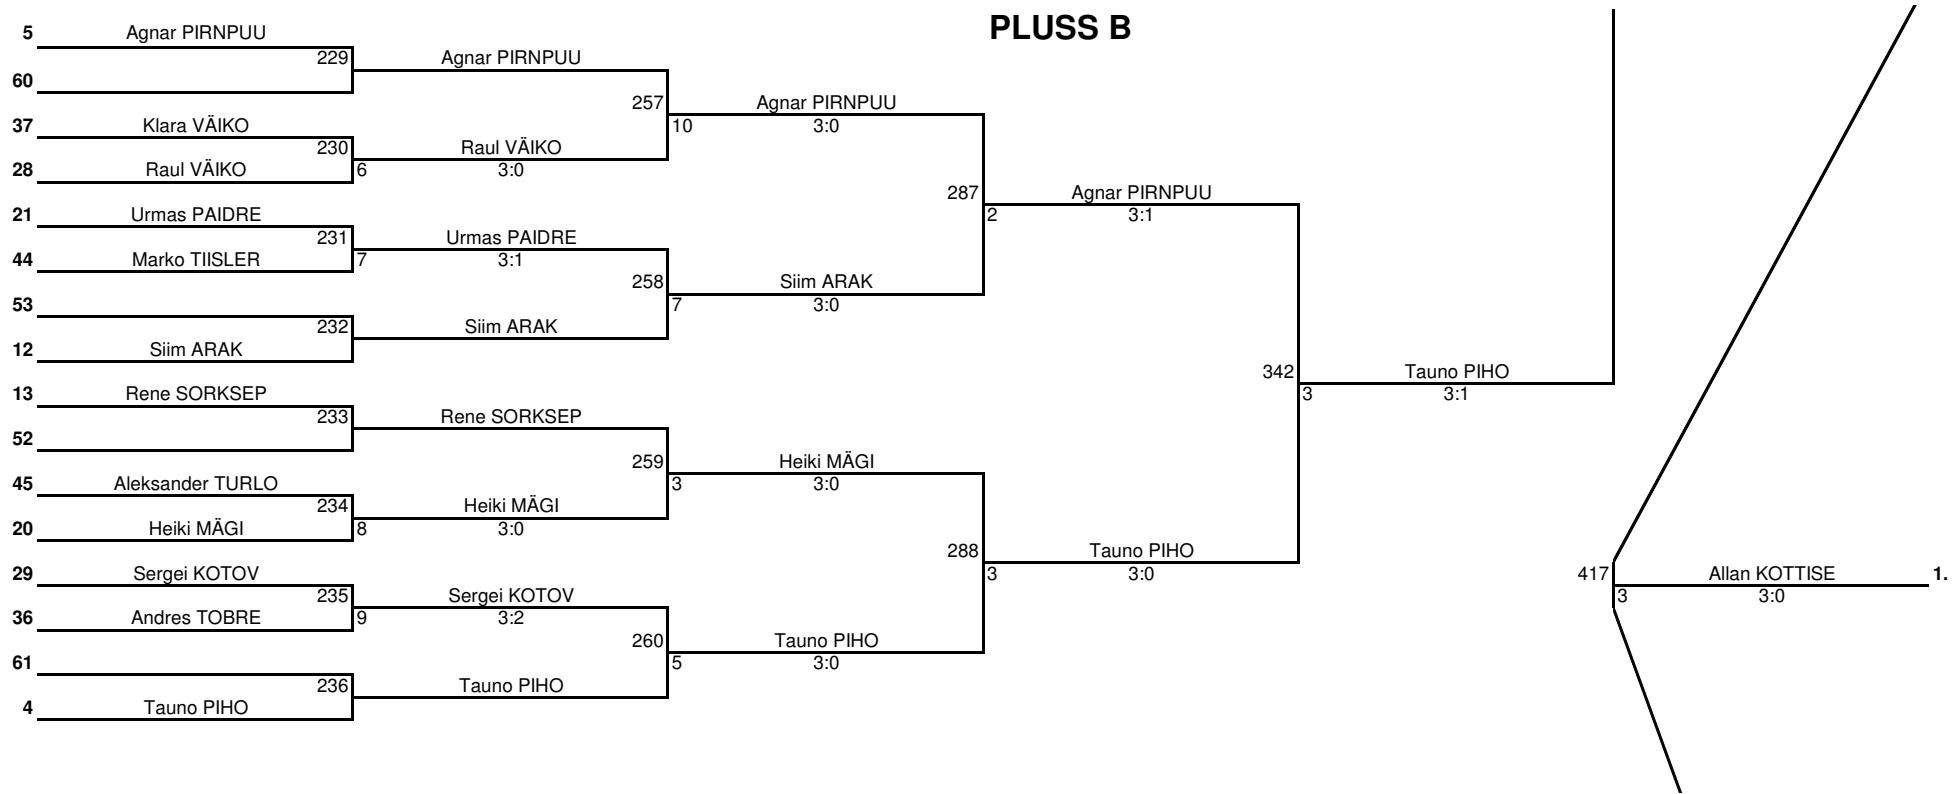 PLUSS B
5 Agnar PIRNPUU
229 Agnar PIRNPUU
60
257 Agnar PIRNPUU
10 3:0
37 Klara VÄIKO
230 Raul VÄIKO
28 Raul VÄIKO 6 3:0
287 Agnar PIRNPUU
2 3:1
21 Urmas PAIDRE
231 Urmas PAIDRE
44 Marko TIISLER 7 3:1
258 Siim ARAK
7 3:0
53
232 Siim ARAK
12 Siim ARAK
342 Tauno PIHO
3 3:1
13 Rene SORKSEP
233 Rene SORKSEP
52
259 Heiki MÄGI
3 3:0
45 Aleksander TURLO
234 Heiki MÄGI
20 Heiki MÄGI 8 3:0
288 Tauno PIHO
3 3:0
29 Sergei KOTOV
417 Allan KOTTISE 1.
3 3:0
235 Sergei KOTOV
36 Andres TOBRE 9 3:2
260 Tauno PIHO
5 3:0
61
236 Tauno PIHO
4 Tauno PIHO